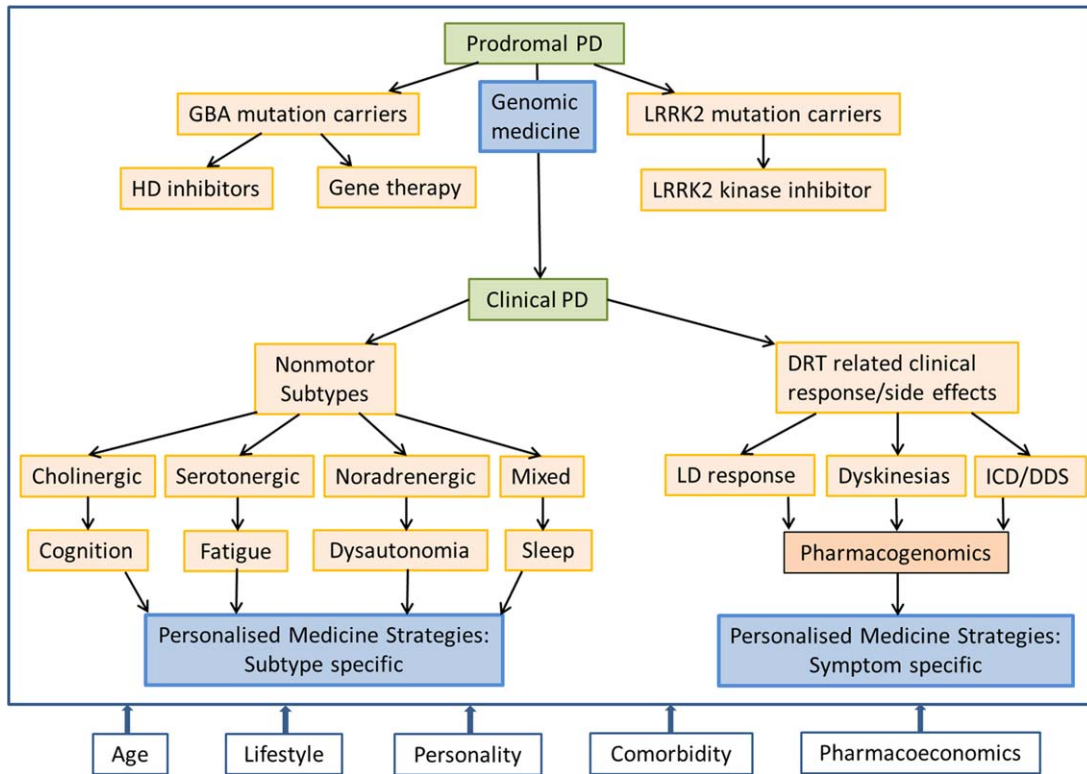 Prodromal PD
GBA mutation carriers
Genomic
medicine
LRRK2 mutation carriers
HD inhibitors
Gene therapy
LRRK2 kinase inhibitor
Clinical PD
Nonmotor
Subtypes
DRT related clinical
response/side effects
Cholinergic
Serotonergic
Noradrenergic
Mixed
LD response
Dyskinesias
ICD/DDS
Cognition
Fatigue
Dysautonomia
Sleep
Pharmacogenomics
Personalised Medicine Strategies:
Subtype specific
Personalised Medicine Strategies:
Symptom specific
Age
Lifestyle
Personality
Comorbidity
Pharmacoeconomics